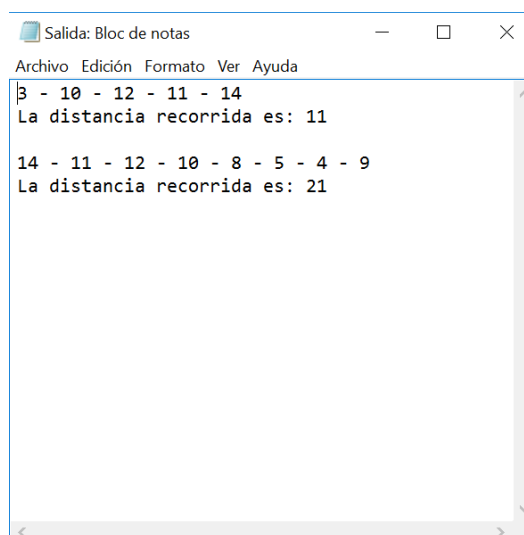 Salida: Bloc de notas
Archivo Edición Formato Ver Ayuda
3 - 10 - 12 - 11 - 14
La distancia recorrida es: 11
14 - 11 - 12 - 10 - 8 - 5 - 4 - 9
La distancia recorrida es: 21